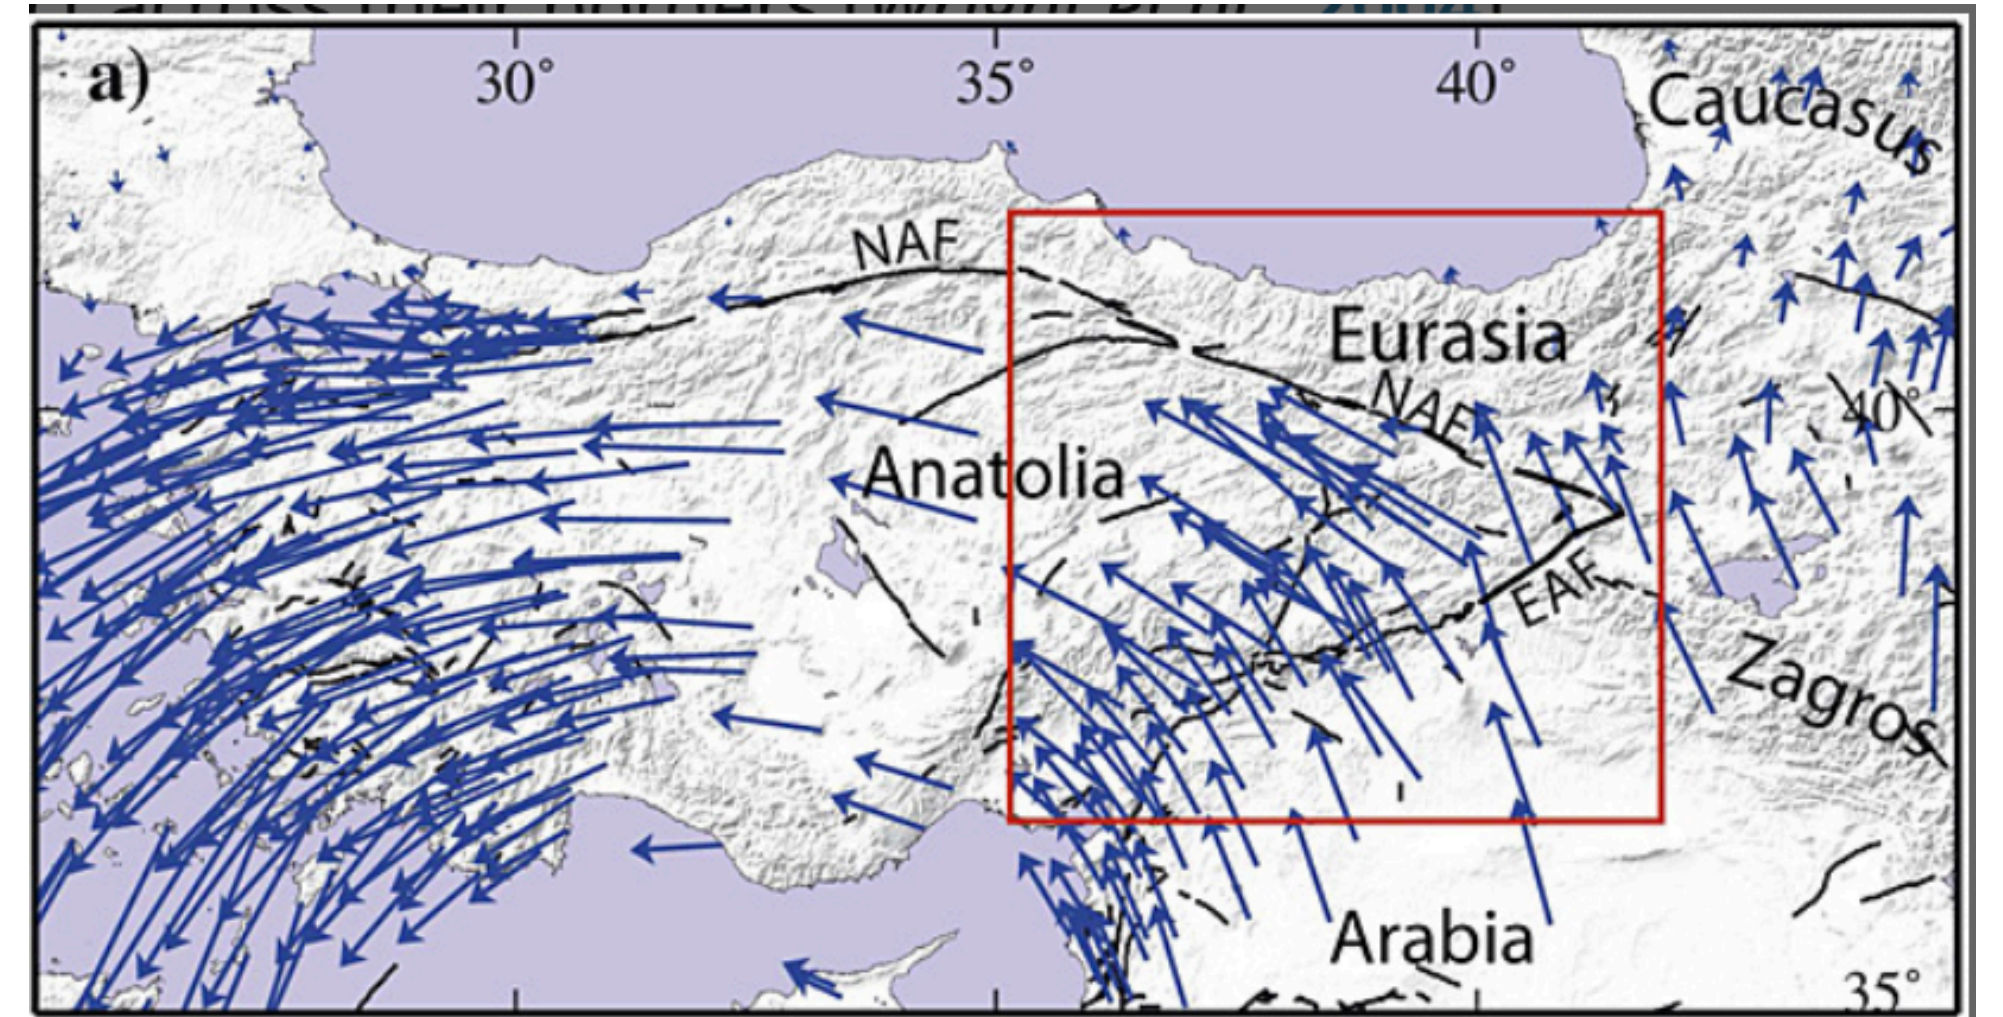 a)
30°
35°
40°
Caucasus
NAF
Eurasia
NAF
40°
Anatolia
EAF
Zagros
Arabia
35°